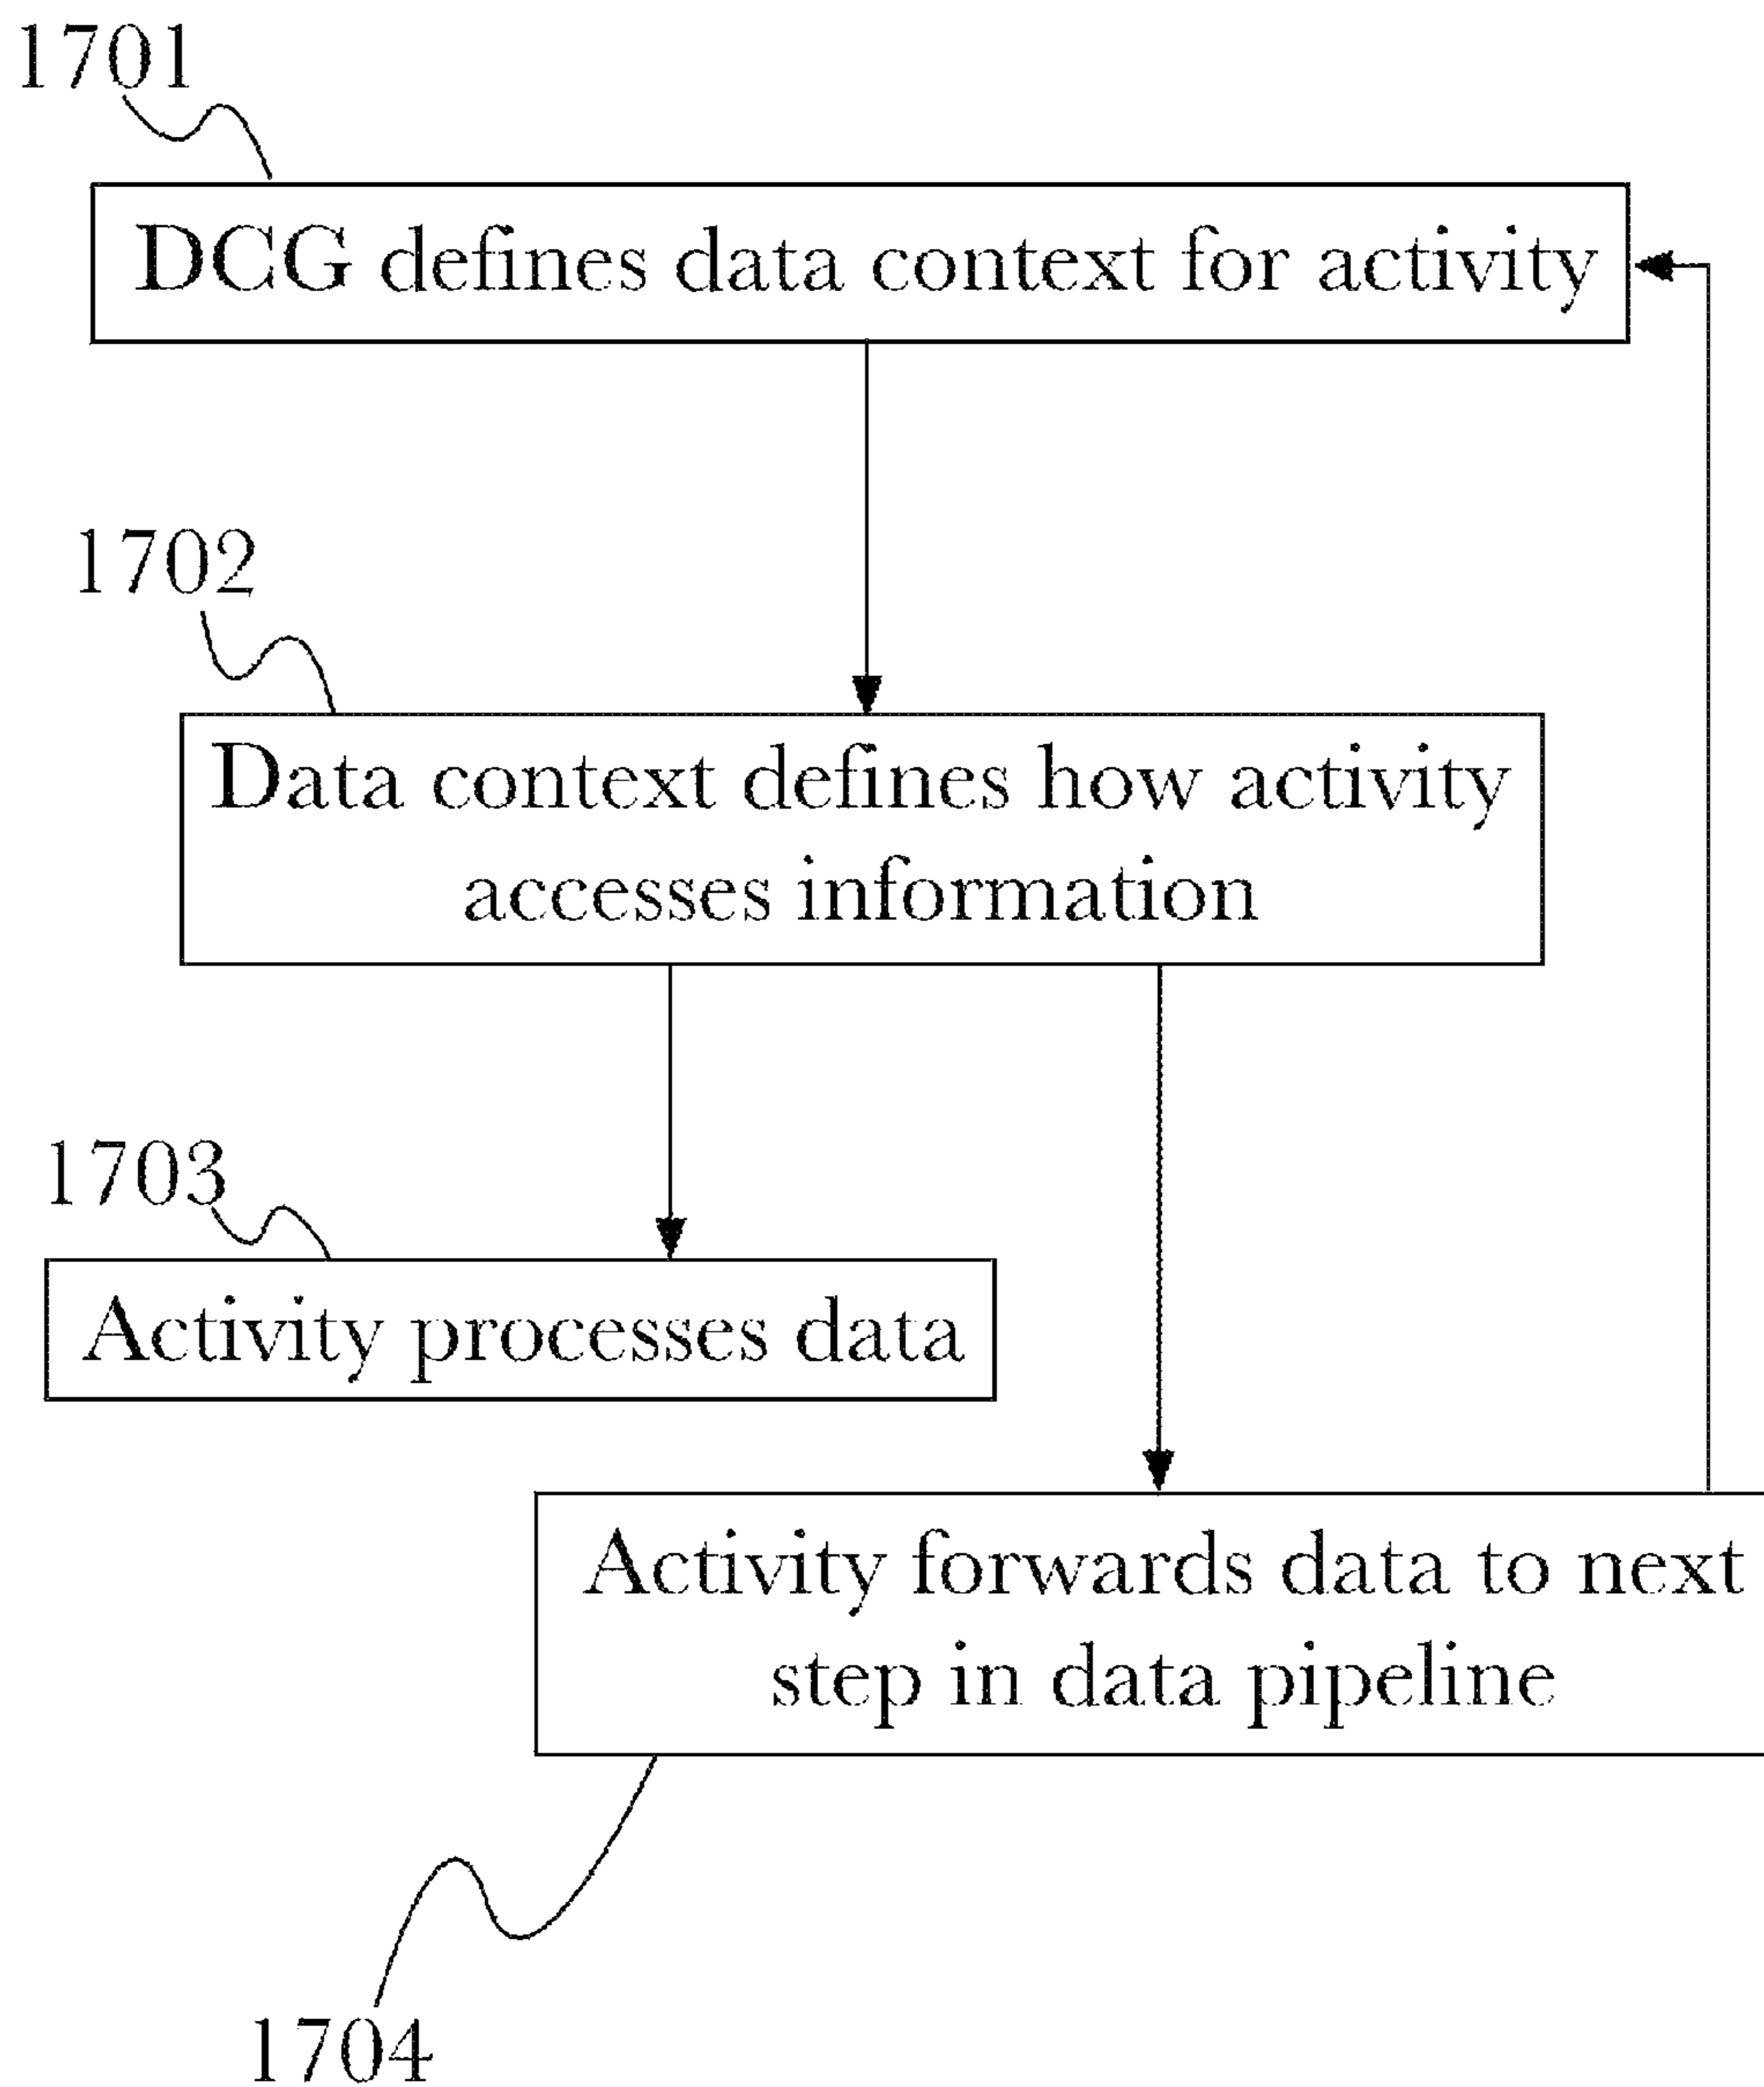 1701
DCG defines data context for activity
1702
Data context defines how activity
accesses information
1703
Activity processes data
Activity forwards data to next
step in data pipeline
1704